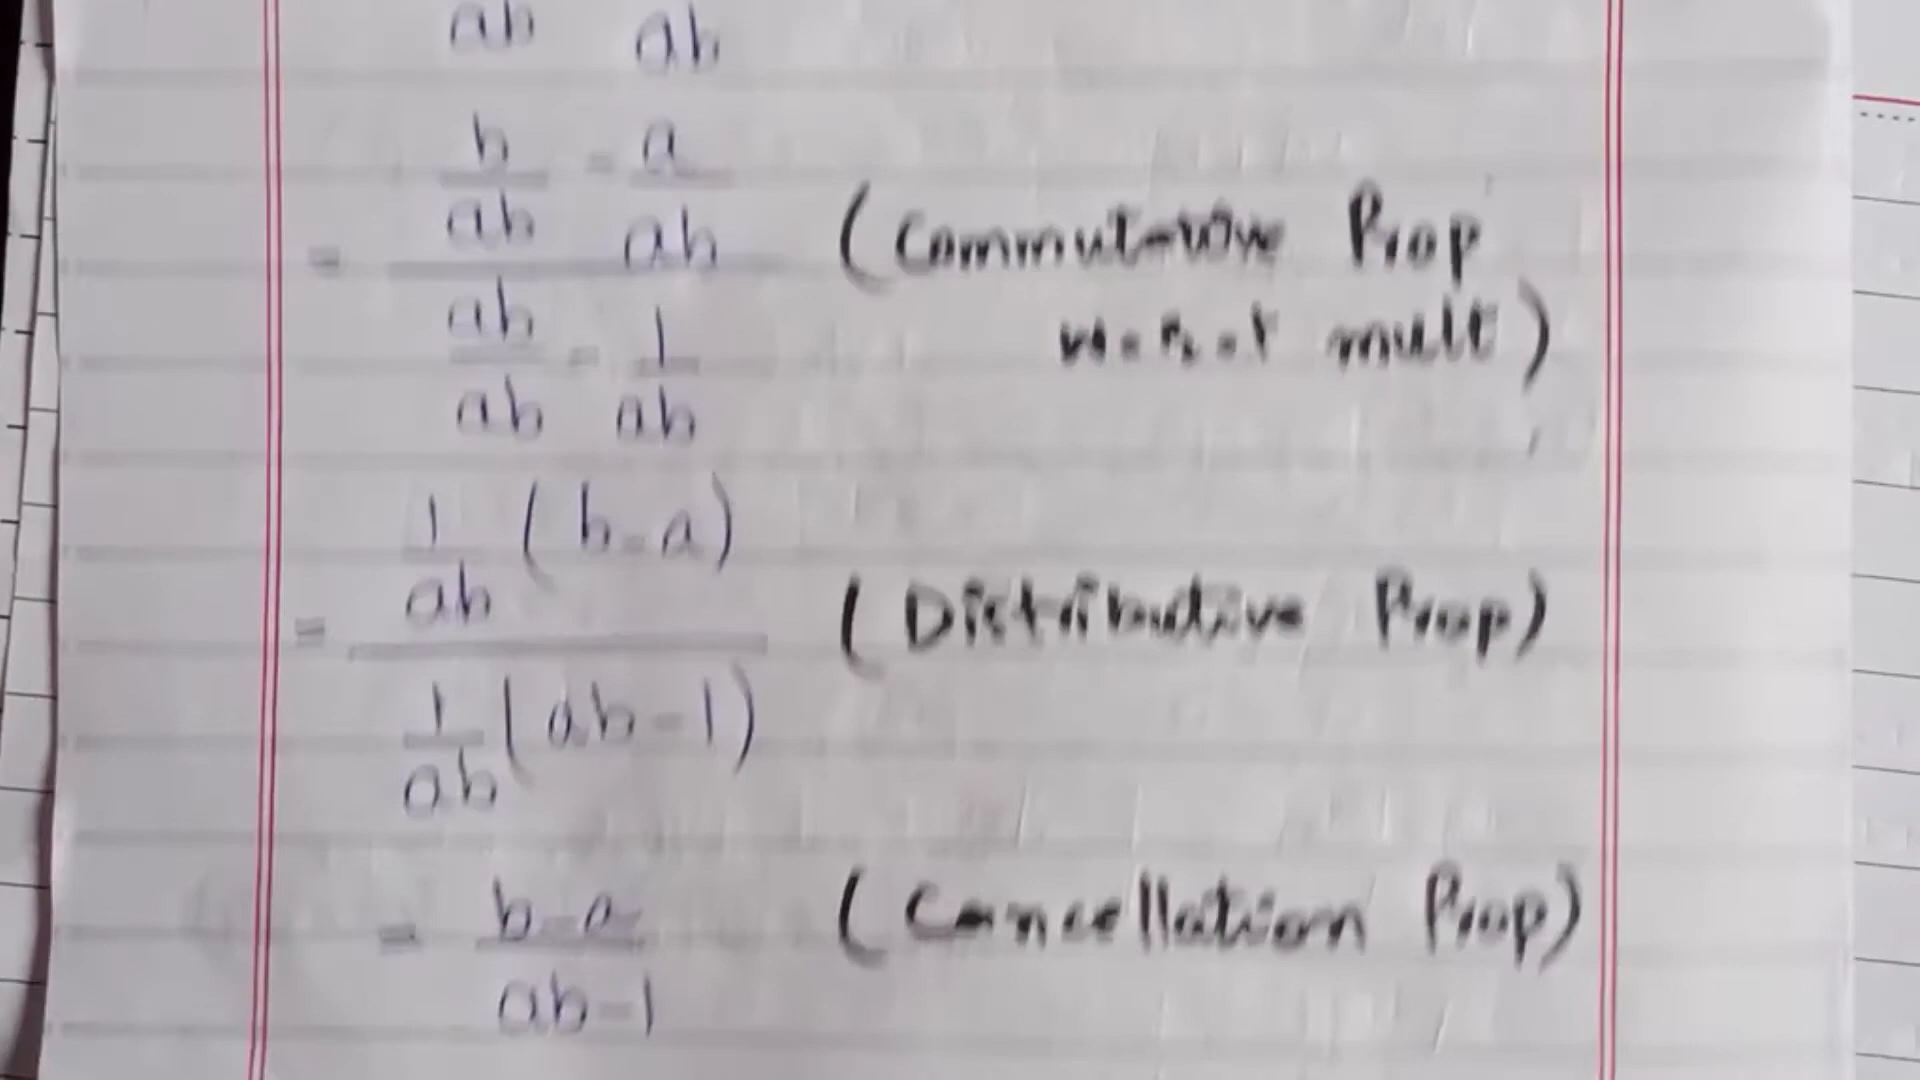 ab ab
b/ab - a/ab
= (Commutative Prop
ab/ab - 1/ab w.r.t mult)
1/ab (b-a)
= (Distributive Prop)
1/ab (ab-1)
= b-a/ab-1 (Cancellation Prop)